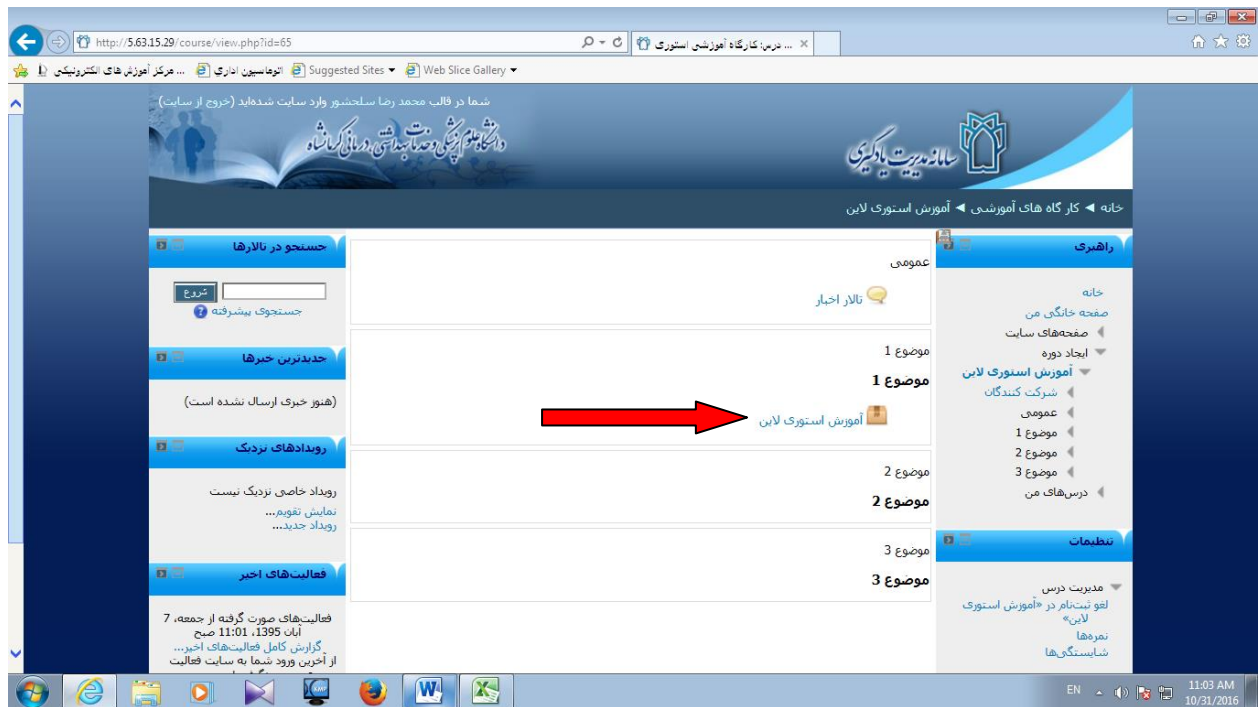 http://5.63.15.29/course/view.php?id=65
درس: کارگاه آموزشی استوری ...
مرکز آموزش های الکترونیکی ...
اتوماسیون اداري
Suggested Sites
Web Slice Gallery
شما در قالب محمد رضا سلحشور وارد سایت شده‌اید (خروج از سایت)
دانشگاه علوم پزشکی و خدمات بهداشتی درمانی کرمانشاه
سامانه مدیریت یادگیری
خانه ◄ کار گاه های آموزشی ◄ آموزش استوری لاین
راهبری
خانه
صفحه خانگی من
صفحه‌های سایت
ایجاد دوره
آموزش استوری لاین
شرکت کنندگان
عمومی
موضوع 1
موضوع 2
موضوع 3
درس‌های من
تنظیمات
مدیریت درس
لغو ثبت‌نام در «آموزش استوری
لاین»
نمره‌ها
شایستگی‌ها
عمومی
تالار اخبار
موضوع 1
موضوع 1
آموزش استوری لاین
موضوع 2
موضوع 2
موضوع 3
موضوع 3
جستجو در تالارها
شروع
جستجوی پیشرفته
جدیدترین خبرها
(هنوز خبری ارسال نشده است)
رویدادهای نزدیک
رویداد خاصی نزدیک نیست
نمایش تقویم...
رویداد جدید...
فعالیت‌های اخیر
فعالیت‌های صورت گرفته از جمعه، 7
آبان 1395، 11:01 صبح
گزارش کامل فعالیت‌های اخیر...
از آخرین ورود شما به سایت فعالیت
EN
11:03 AM
10/31/2016